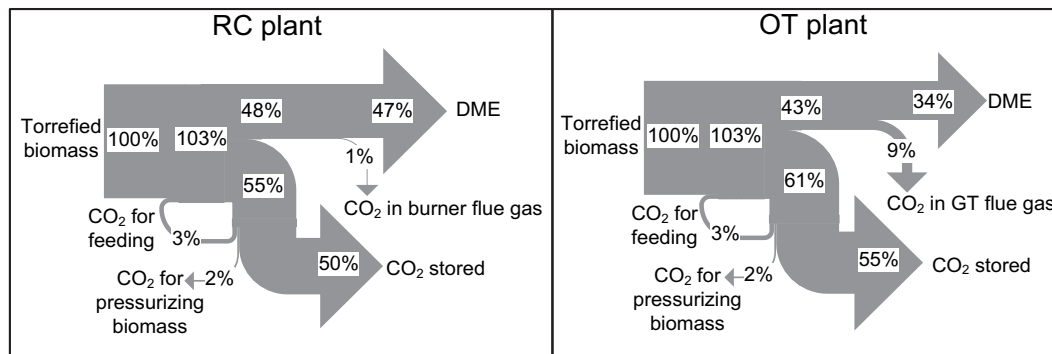 RC plant
48%
47%
DME
Torrefied
biomass
100%
103%
1%
55%
CO₂ in burner flue gas
CO₂ for
feeding
3%
50%
CO₂ stored
CO₂ for
pressurizing
biomass
2%
OT plant
43%
34%
DME
Torrefied
biomass
100%
103%
9%
61%
CO₂ in GT flue gas
CO₂ for
feeding
3%
55%
CO₂ stored
CO₂ for
pressurizing
biomass
2%